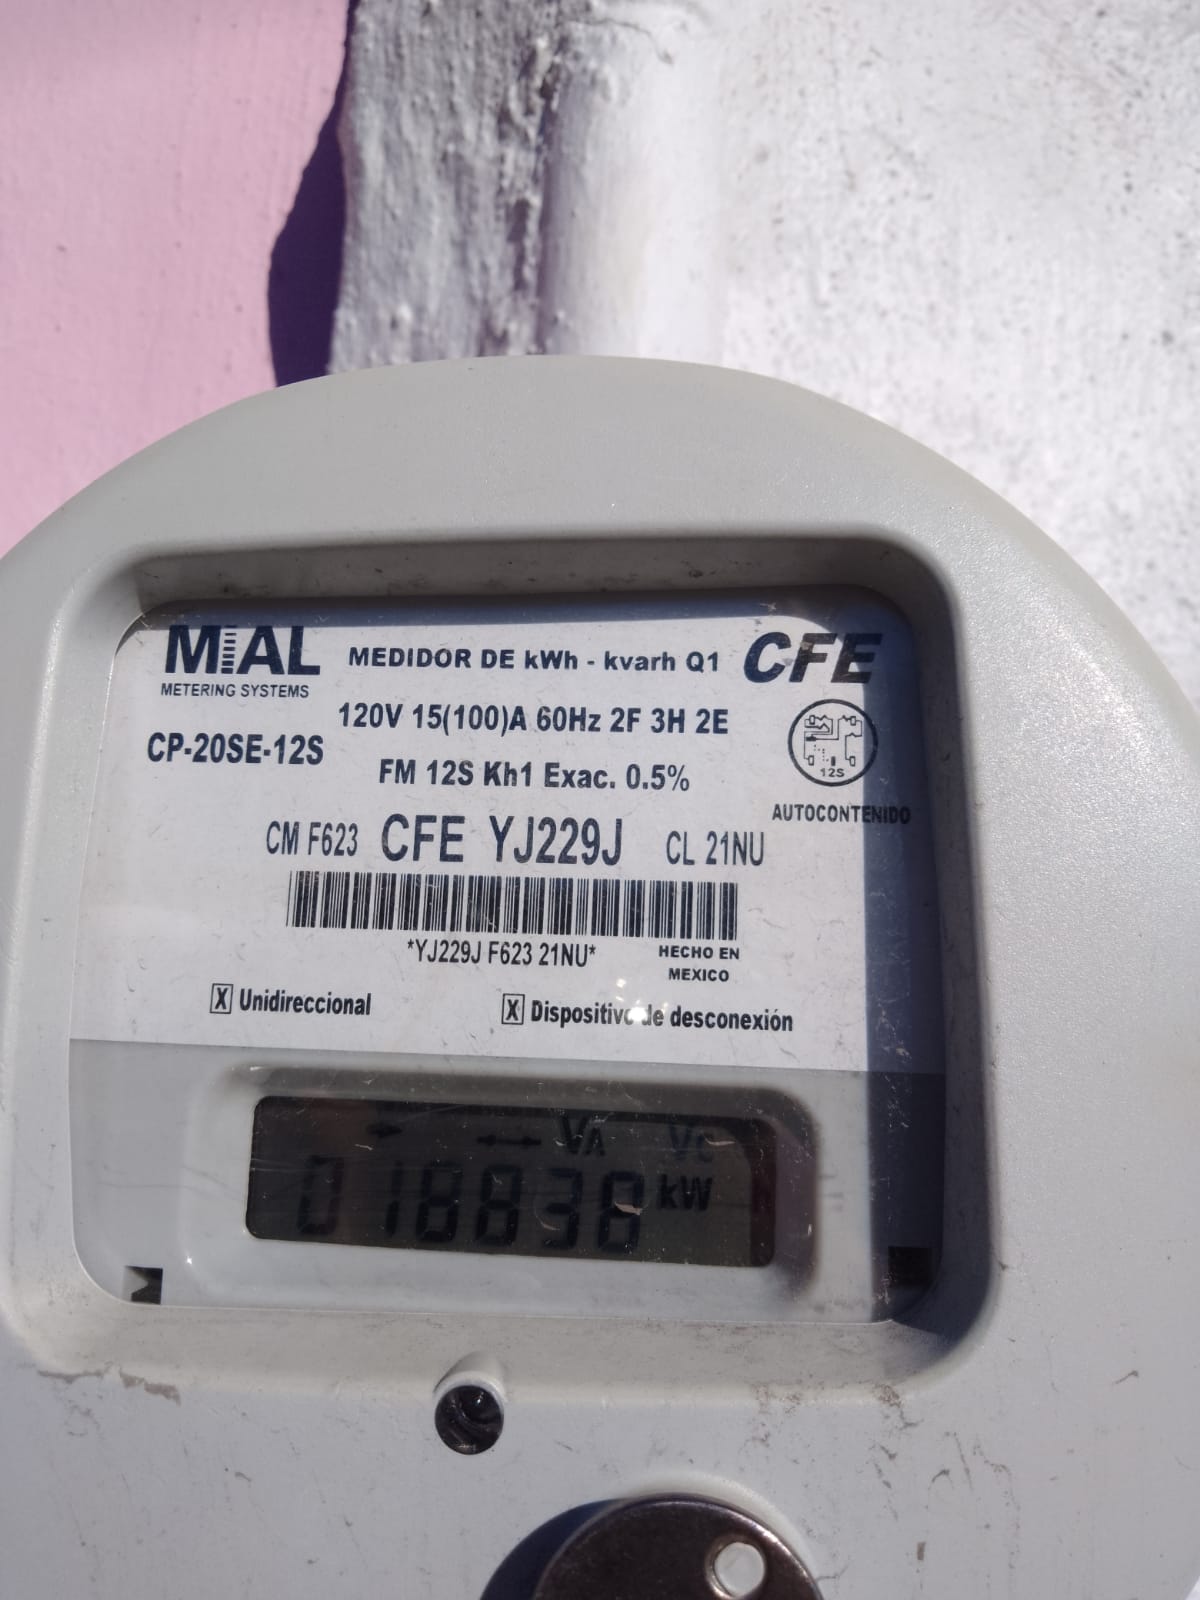 MIAL
METERING SYSTEMS
MEDIDOR DE kWh - kvarh Q1
CFE
120V 15(100)A 60Hz 2F 3H 2E
CP-20SE-12S
FM 12S Kh1 Exac. 0.5%
12S
AUTOCONTENIDO
CM F623 CFE YJ229J CL 21NU
*YJ229J F623 21NU*
HECHO EN
MEXICO
X Unidireccional
X Dispositivo de desconexión
VA VC
018838 kW